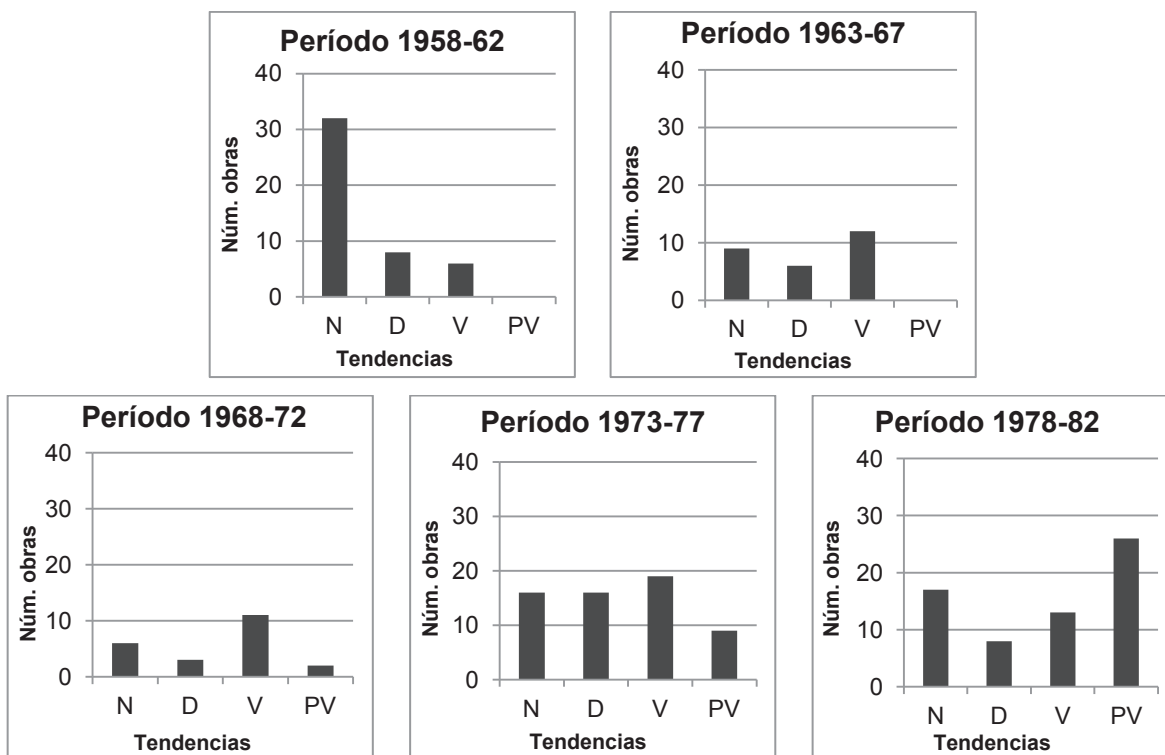 Período 1958-62
40
30
20
10
0
Núm. obras
N D V PV
Tendencias
Período 1963-67
40
30
20
10
0
Núm. obras
N D V PV
Tendencias
Período 1968-72
40
30
20
10
0
Núm. obras
N D V PV
Tendencias
Período 1973-77
40
30
20
10
0
Núm. obras
N D V PV
Tendencias
Período 1978-82
40
30
20
10
0
Núm. obras
N D V PV
Tendencias